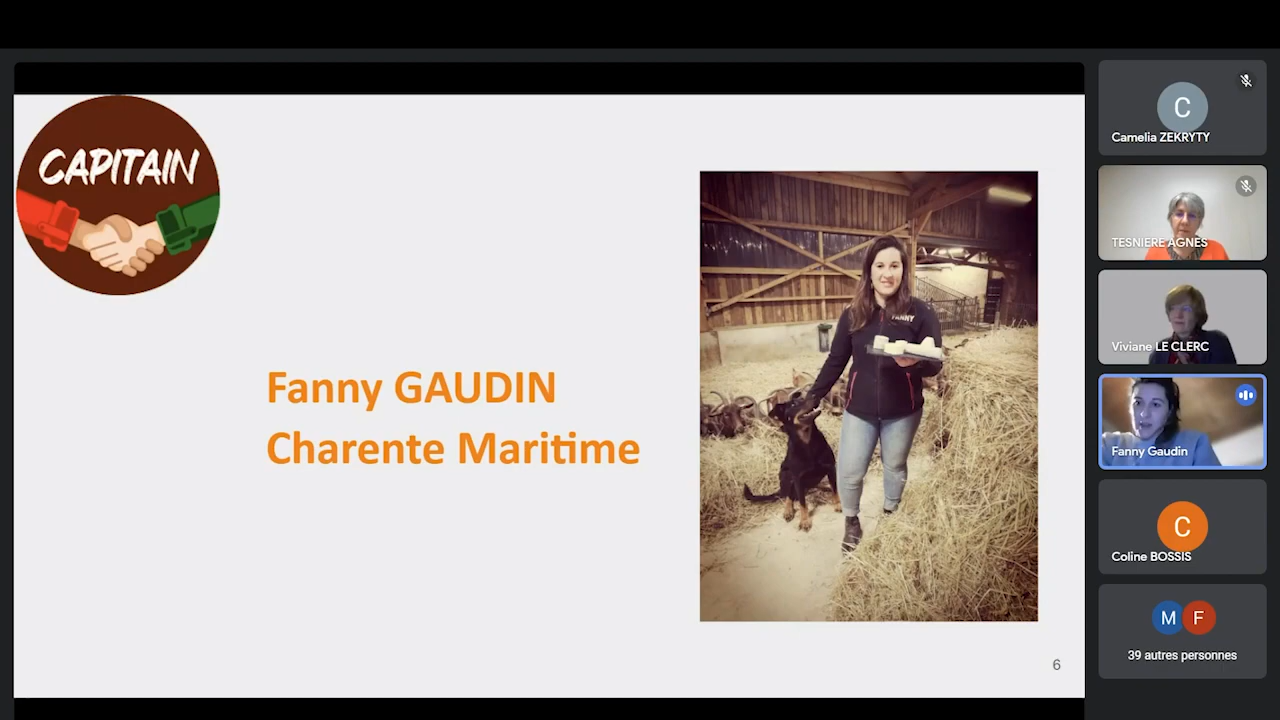 CAPITAIN
Fanny GAUDIN
Charente Maritime
FANNY
6
C
Camelia ZEKRYTY
TESNIERE AGNES
Viviane LE CLERC
Fanny Gaudin
C
Coline BOSSIS
M F
39 autres personnes